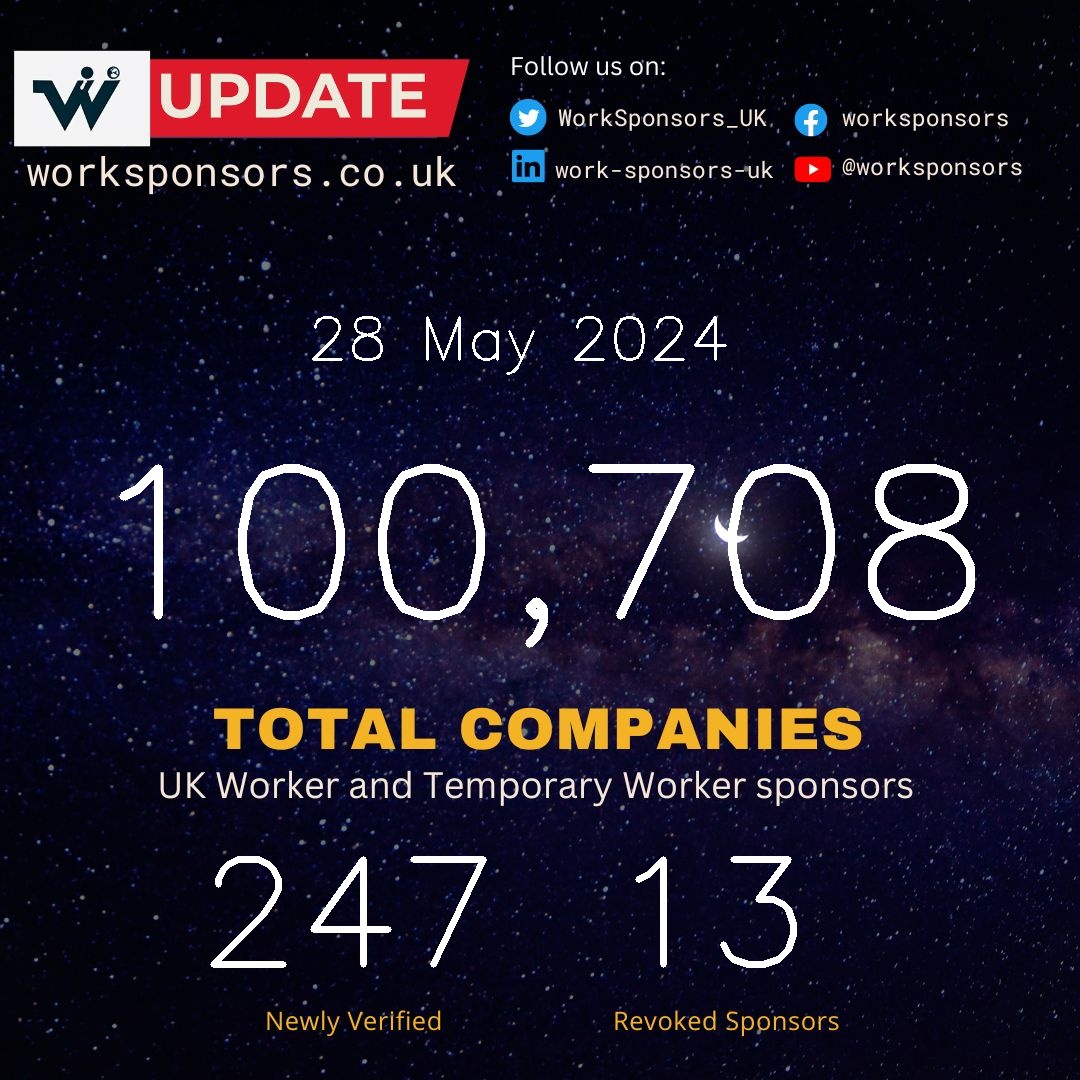 UPDATE
worksponsors.co.uk
Follow us on:
WorkSponsors_UK
worksponsors
work-sponsors-uk
@worksponsors
28 May 2024
100,708
TOTAL COMPANIES
UK Worker and Temporary Worker sponsors
247
13
Newly Verified
Revoked Sponsors